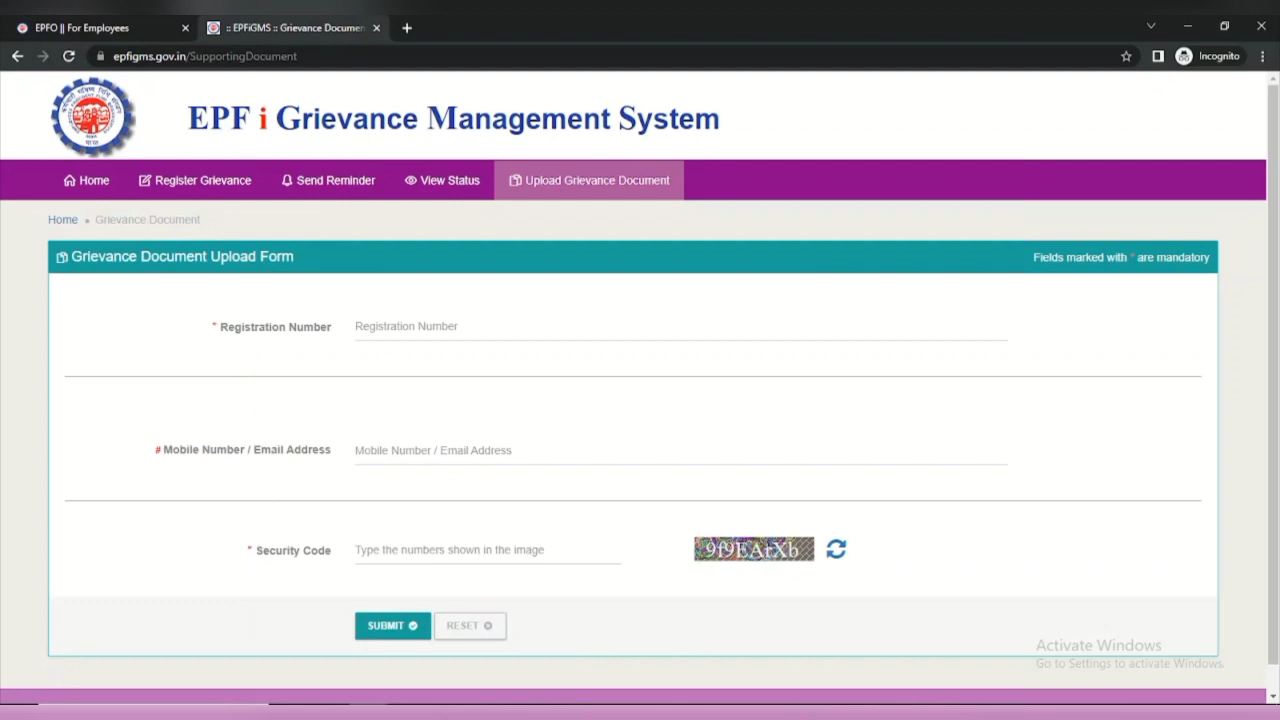 EPFO || For Employees
:: EPFiGMS :: Grievance Documen
epfigms.gov.in/SupportingDocument
Incognito
EPF i Grievance Management System
Home
Register Grievance
Send Reminder
View Status
Upload Grievance Document
Home
Grievance Document
Grievance Document Upload Form
Fields marked with * are mandatory
* Registration Number
Registration Number
# Mobile Number / Email Address
Mobile Number / Email Address
* Security Code
Type the numbers shown in the image
9f9EArXb
SUBMIT
RESET
Activate Windows
Go to Settings to activate Windows.